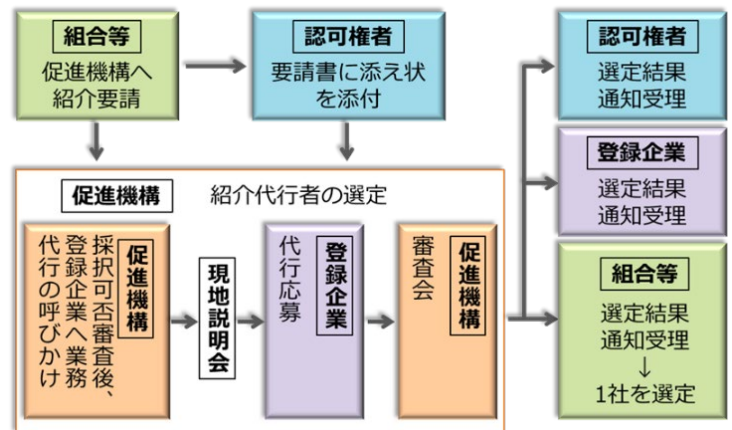 組合等
促進機構へ
紹介要請
認可権者
要請書に添え状
を添付
認可権者
選定結果
通知受理
登録企業
選定結果
通知受理
組合等
選定結果
通知受理
↓
1社を選定
促進機構
紹介代行者の選定
促進機構
採択可否審査後、
登録企業へ業務
代行の呼びかけ
現地説明会
登録企業
代行応募
促進機構
審査会